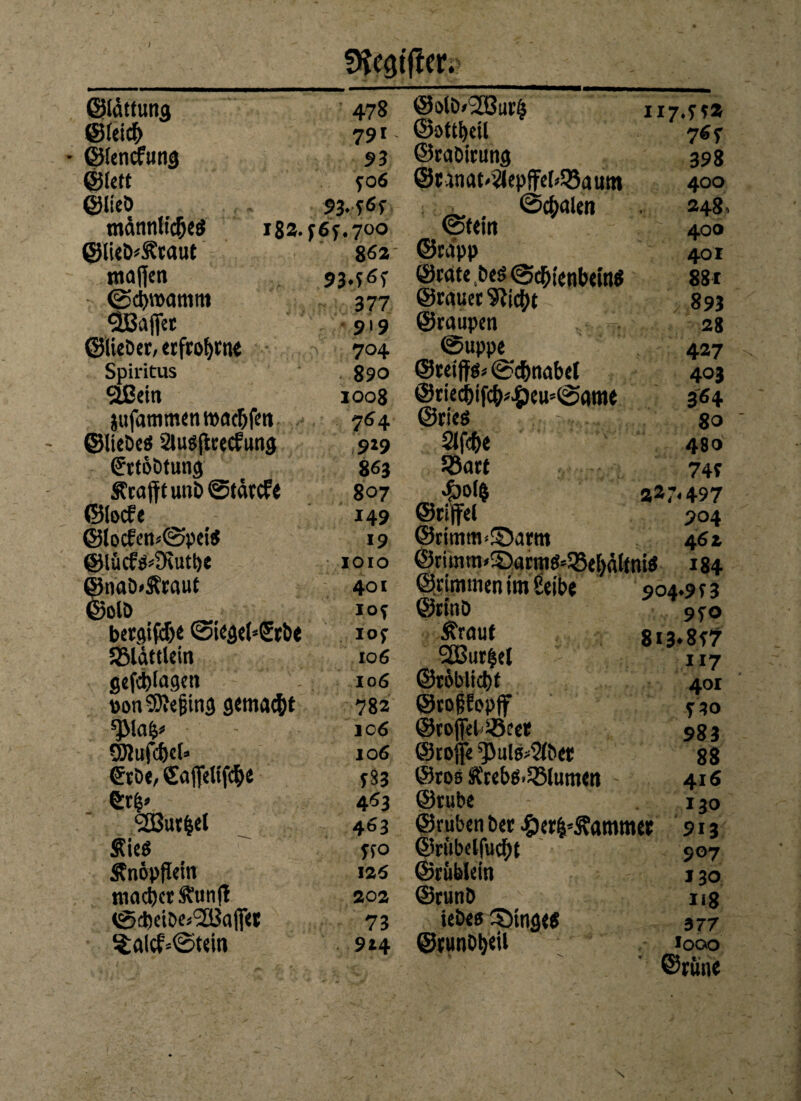 Register.
Glättung 478
Gleich 791
Glenckung 93
Glett 506
Glied 93. 565
männliches 182. 565. 700
Glied-Kraut 862
massen 93. 565
Schwamm 377
Wasser 919
Glieder, erfrohrne 704
Spiritus 890
Wein 1008
zusammen wachsen 764
Gliedes Ausstreckung 929
Ertödtung 863
Krafft und Stärcke 807
Glocke 149
Glocken-Speis 19
Glücks-Ruthe 1010
Gnad-Kraut 401
Gold 105
bergische Siegel-Erde 105
Blättlein 106
geschlagen 106
von Meßing gemacht 782
Platz- 106
Muschel- 106
Erde, Casselische 583
Ertz- 463
Wurtzel 463
Kies 550
Knöpflein 126
macher Kunst 202
Scheide-Wasser 73
Talck-Stein 924
Gold-Wurtz 117. 552
Gottheil 765
Gradirung 398
Granat-Aepffel-Baum 400
Schalen 248
Stein 400
Grapp 401
Grate des Schienbeins 881
Grauer Nicht 893
Graupen 28
Suppe 427
Greiffs-Schnabel 403
Griechisch-Heu-Same 364
Gries 80
Asche 480
Bart 745
Holtz 227. 497
Griffel 904
Grimm-Darm 462
Grimm-Darms-Behältnis 184
Grimmen im Leibe 904. 953
Grind 950
Kraut 813. 857
Wurtzel 117
Gröblicht 401
Großkopff 530
Grossel-Beer 983
Grosse Puls-Ader 88
Gros Krebs-Blumen 416
Grube 130
Gruben der Hertz-Kammer 913
Grübelsucht 907
Grüblein 130
Grund 118
iedes Dinges 377
Grundheil 1000
Grüne